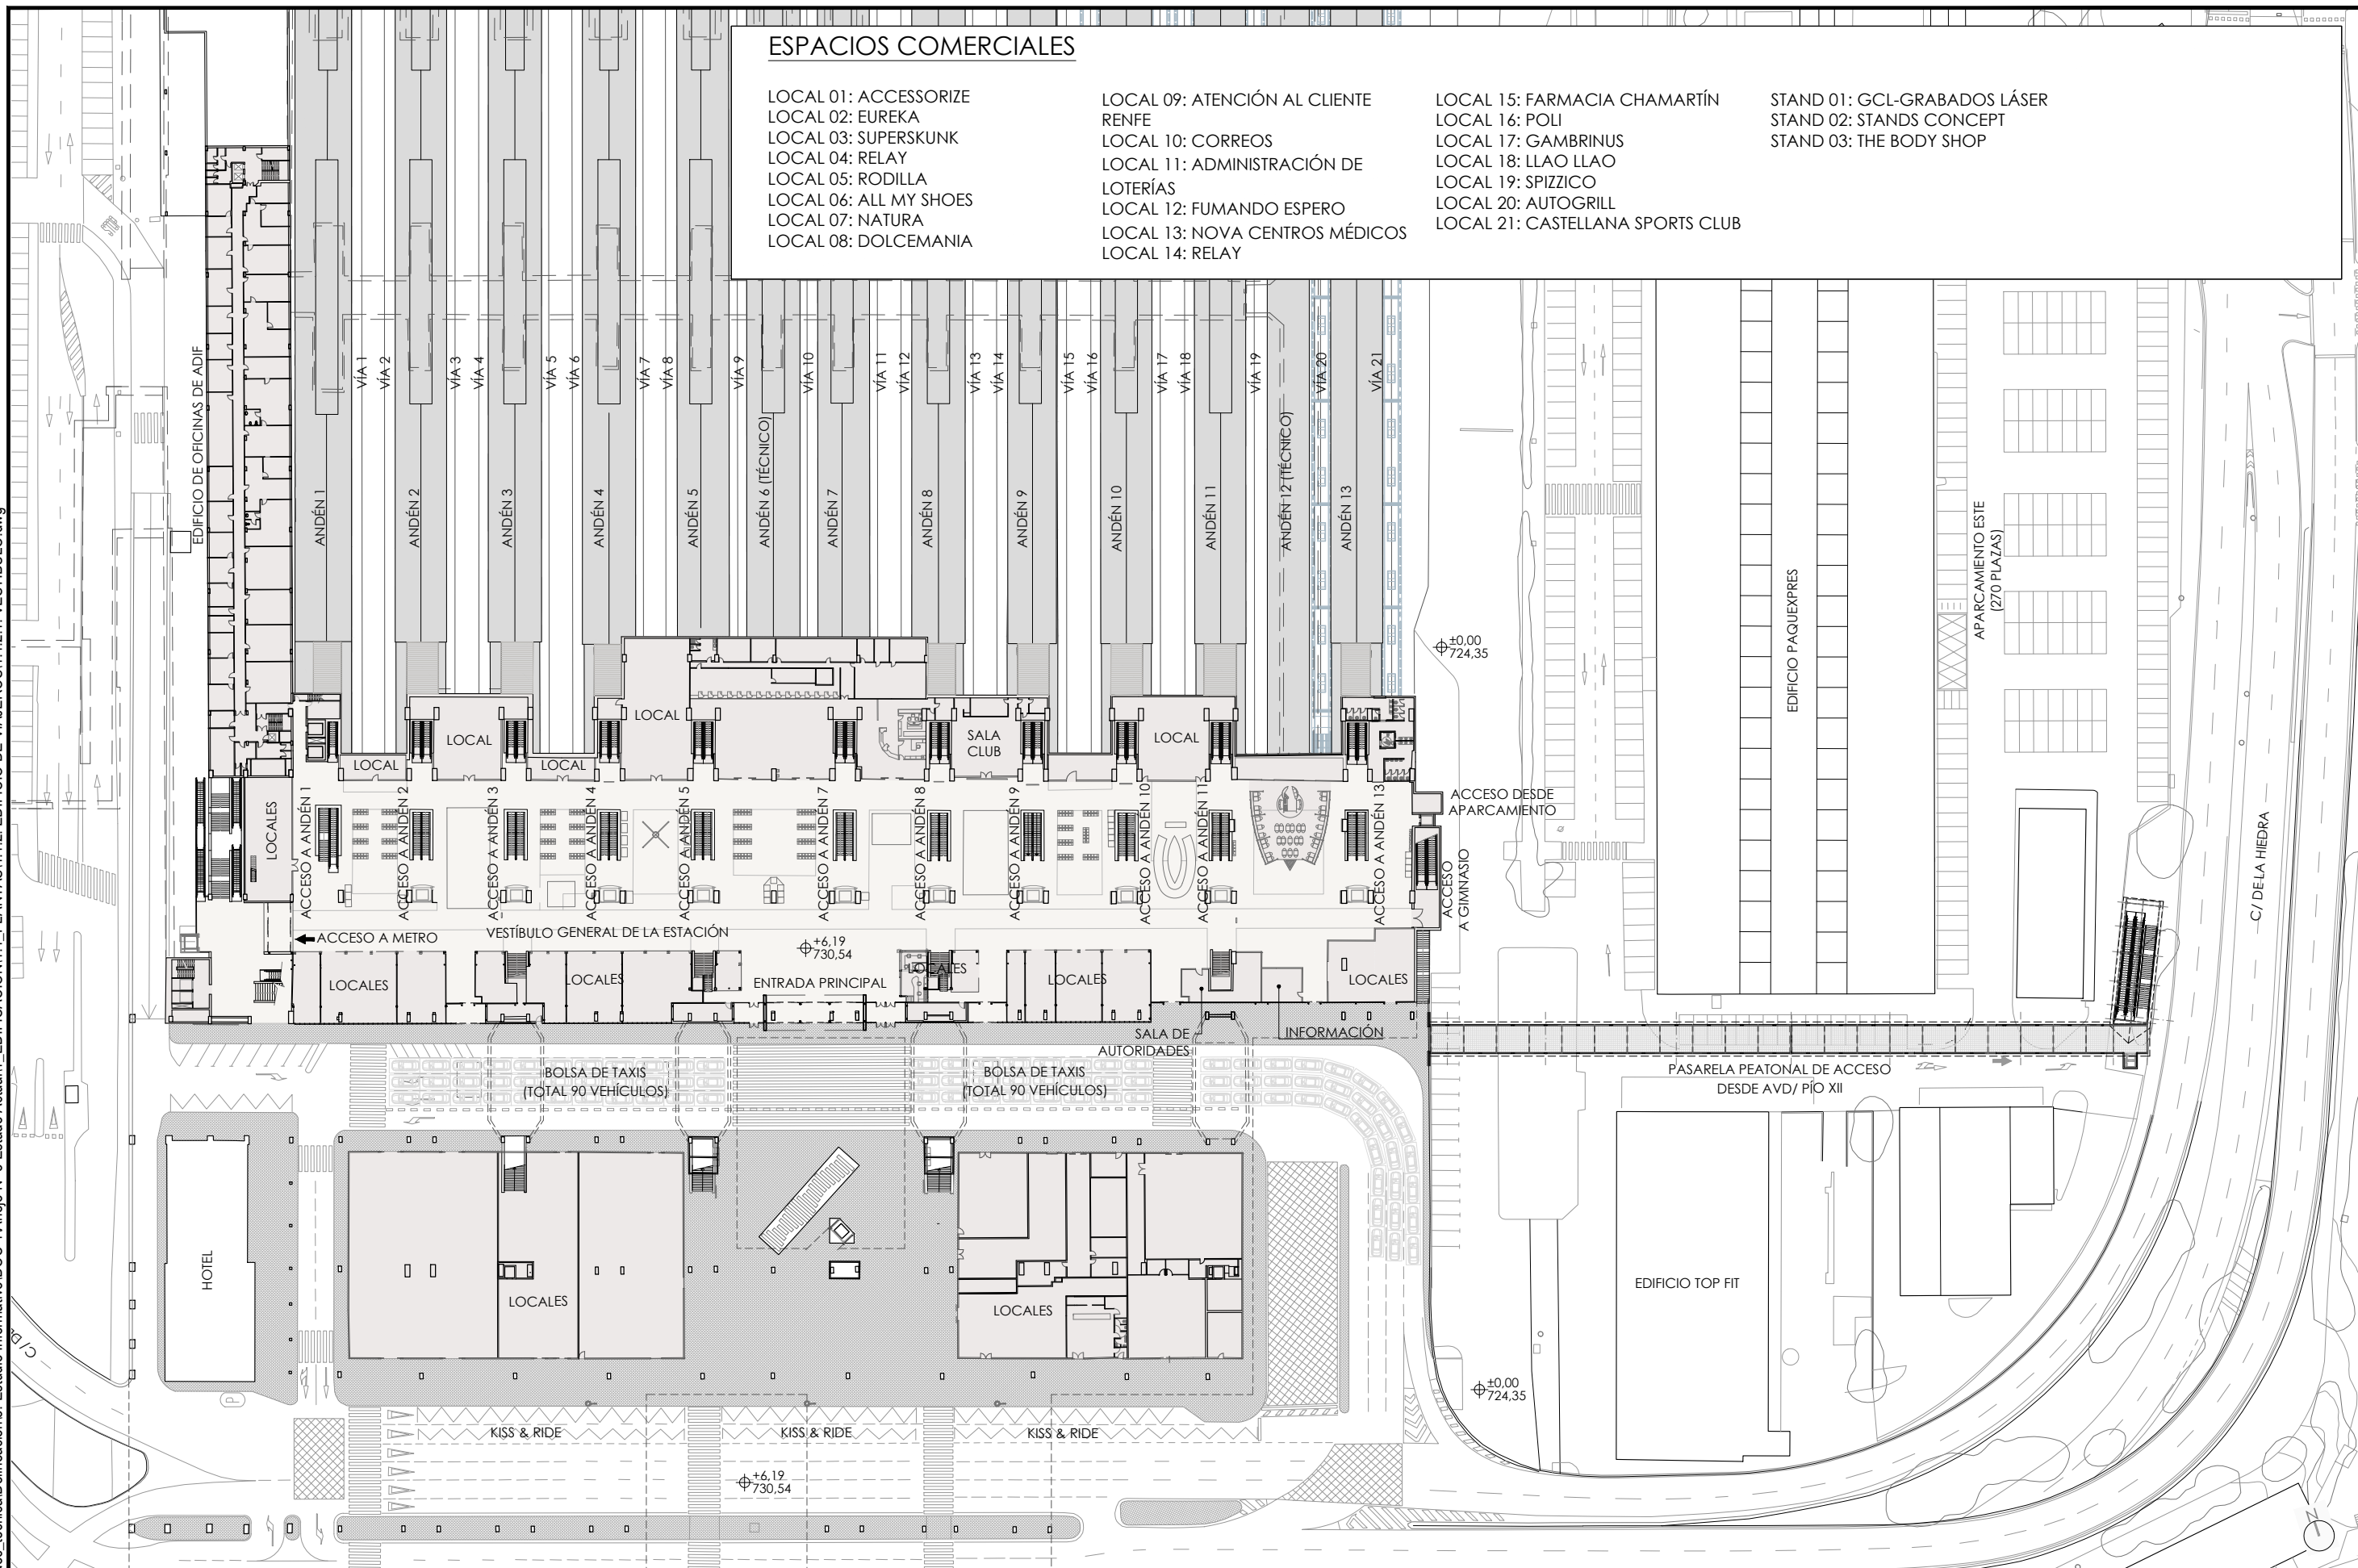 ESPACIOS COMERCIALES
LOCAL 01: ACCESSORIZE
LOCAL 02: EUREKA
LOCAL 03: SUPERSKUNK
LOCAL 04: RELAY
LOCAL 05: RODILLA
LOCAL 06: ALL MY SHOES
LOCAL 07: NATURA
LOCAL 08: DOLCEMANIA
LOCAL 09: ATENCIÓN AL CLIENTE
RENFE
LOCAL 10: CORREOS
LOCAL 11: ADMINISTRACIÓN DE
LOTERÍAS
LOCAL 12: FUMANDO ESPERO
LOCAL 13: NOVA CENTROS MÉDICOS
LOCAL 14: RELAY
LOCAL 15: FARMACIA CHAMARTÍN
LOCAL 16: POLI
LOCAL 17: GAMBRINUS
LOCAL 18: LLAO LLAO
LOCAL 19: SPIZZICO
LOCAL 20: AUTOGRILL
LOCAL 21: CASTELLANA SPORTS CLUB
STAND 01: GCL-GRABADOS LÁSER
STAND 02: STANDS CONCEPT
STAND 03: THE BODY SHOP
EDIFICIO DE OFICINAS DE ADIF
VÍA 1
VÍA 2
VÍA 3
VÍA 4
VÍA 5
VÍA 6
VÍA 7
VÍA 8
VÍA 9
VÍA 10
VÍA 11
VÍA 12
VÍA 13
VÍA 14
VÍA 15
VÍA 16
VÍA 17
VÍA 18
VÍA 19
VÍA 20
VÍA 21
ANDÉN 1
ANDÉN 2
ANDÉN 3
ANDÉN 4
ANDÉN 5
ANDÉN 6 (TÉCNICO)
ANDÉN 7
ANDÉN 8
ANDÉN 9
ANDÉN 10
ANDÉN 11
ANDÉN 12 (TÉCNICO)
ANDÉN 13
EDIFICIO PAQUEXPRES
APARCAMIENTO ESTE
(270 PLAZAS)
±0,00
724,35
LOCAL
LOCAL
LOCAL
LOCAL
SALA
CLUB
LOCAL
LOCALES
ACCESO A ANDÉN 1
ACCESO A ANDÉN 2
ACCESO A ANDÉN 3
ACCESO A ANDÉN 4
ACCESO A ANDÉN 5
ACCESO A ANDÉN 7
ACCESO A ANDÉN 8
ACCESO A ANDÉN 9
ACCESO A ANDÉN 10
ACCESO A ANDÉN 11
ACCESO A ANDÉN 13
ACCESO DESDE
APARCAMIENTO
ACCESO
A GIMNASIO
C/ DE LA HIEDRA
ACCESO A METRO
VESTÍBULO GENERAL DE LA ESTACIÓN
+6,19
730,54
ENTRADA PRINCIPAL
LOCALES
LOCALES
LOCALES
LOCALES
LOCALES
SALA DE
AUTORIDADES
INFORMACIÓN
BOLSA DE TAXIS
(TOTAL 90 VEHÍCULOS)
BOLSA DE TAXIS
(TOTAL 90 VEHÍCULOS)
PASARELA PEATONAL DE ACCESO
DESDE AVD/ PÍO XII
HOTEL
LOCALES
LOCALES
EDIFICIO TOP FIT
±0,00
724,35
P
KISS & RIDE
KISS & RIDE
KISS & RIDE
+6,19
730,54